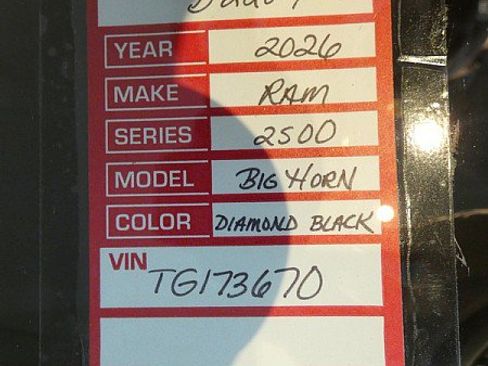 YEAR 2026
MAKE RAM
SERIES 2500
MODEL BIG HORN
COLOR DIAMOND BLACK
VIN TG173670